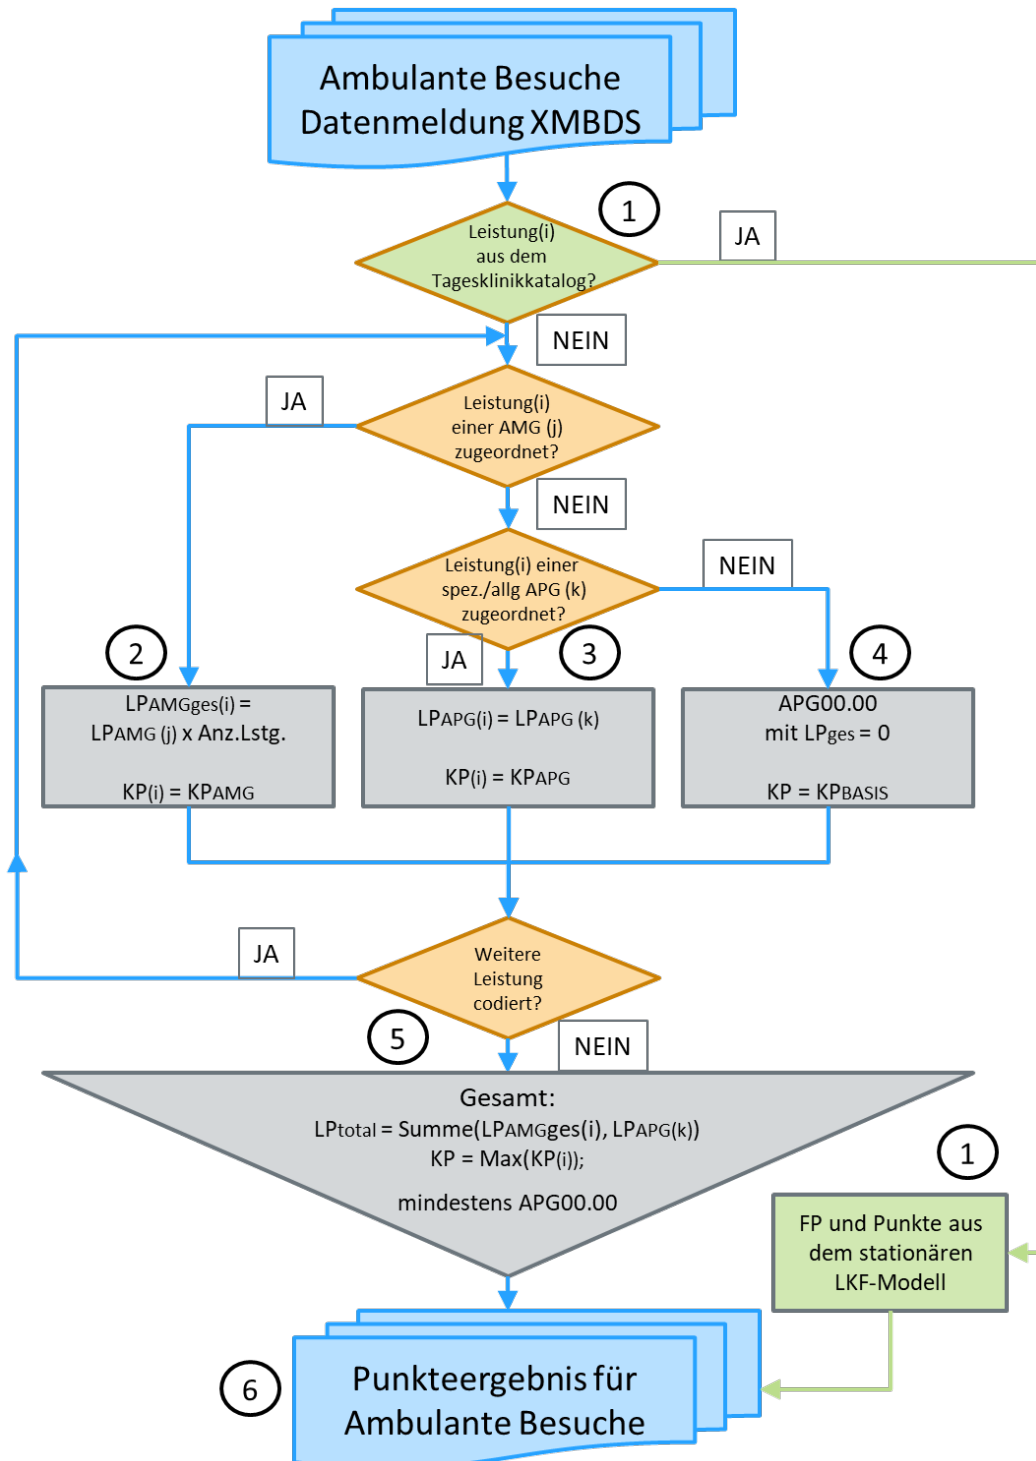 Ambulante Besuche
Datenmeldung XMBDS
1
Leistung(i)
aus dem
Tagesklinikkatalog?
JA
NEIN
JA
Leistung(i)
einer AMG (j)
zugeordnet?
NEIN
Leistung(i) einer
spez./allg APG (k)
zugeordnet?
NEIN
2
JA
3
4
LPAMGges(i) =
LPAMG (j) x Anz.Lstg.
KP(i) = KPAMG
LPAPG(i) = LPAPG (k)
KP(i) = KPAPG
APG00.00
mit LPges = 0
KP = KPBASIS
JA
Weitere
Leistung
codiert?
5
NEIN
Gesamt:
LPtotal = Summe(LPAMGges(i), LPAPG(k))
KP = Max(KP(i));
mindestens APG00.00
1
FP und Punkte aus
dem stationären
LKF-Modell
6
Punkteergebnis für
Ambulante Besuche